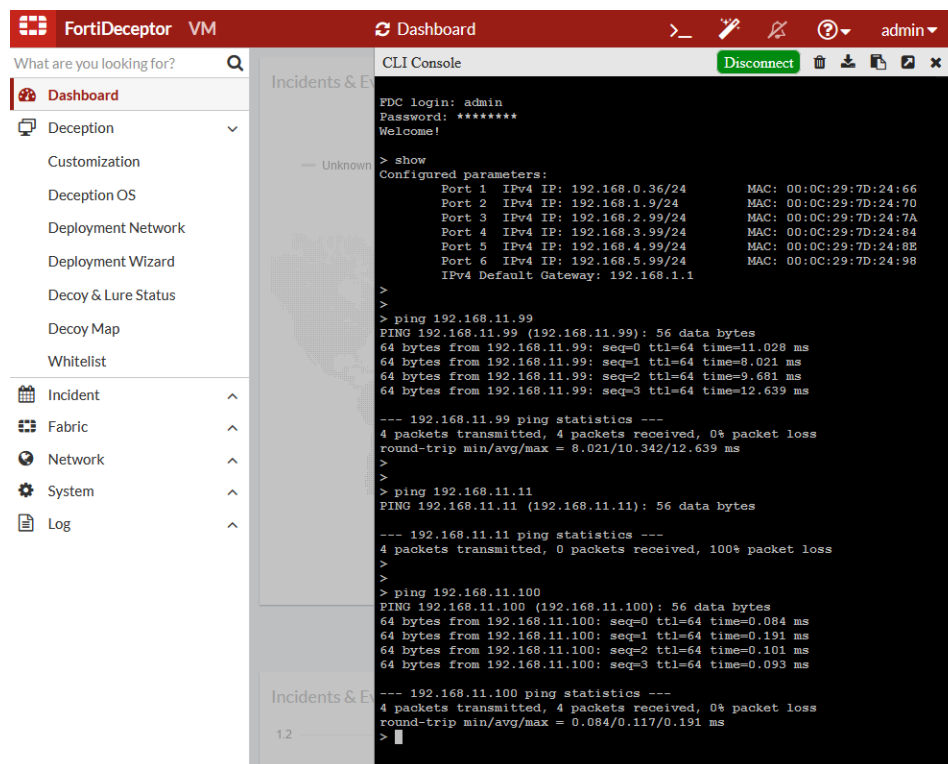 FortiDeceptor VM
Dashboard
>_
admin
What are you looking for?
Dashboard
Deception
Customization
Deception OS
Deployment Network
Deployment Wizard
Decoy & Lure Status
Decoy Map
Whitelist
Incident
Fabric
Network
System
Log
Incidents & Ev
Unknown
Incidents & Ev
1.2
CLI Console
Disconnect
FDC login: admin
Password: ********
Welcome!
> show
Configured parameters:
Port 1 IPv4 IP: 192.168.0.36/24 MAC: 00:0C:29:7D:24:66
Port 2 IPv4 IP: 192.168.1.9/24 MAC: 00:0C:29:7D:24:70
Port 3 IPv4 IP: 192.168.2.99/24 MAC: 00:0C:29:7D:24:7A
Port 4 IPv4 IP: 192.168.3.99/24 MAC: 00:0C:29:7D:24:84
Port 5 IPv4 IP: 192.168.4.99/24 MAC: 00:0C:29:7D:24:8E
Port 6 IPv4 IP: 192.168.5.99/24 MAC: 00:0C:29:7D:24:98
IPv4 Default Gateway: 192.168.1.1
>
>
> ping 192.168.11.99
PING 192.168.11.99 (192.168.11.99): 56 data bytes
64 bytes from 192.168.11.99: seq=0 ttl=64 time=11.028 ms
64 bytes from 192.168.11.99: seq=1 ttl=64 time=8.021 ms
64 bytes from 192.168.11.99: seq=2 ttl=64 time=9.681 ms
64 bytes from 192.168.11.99: seq=3 ttl=64 time=12.639 ms
--- 192.168.11.99 ping statistics ---
4 packets transmitted, 4 packets received, 0% packet loss
round-trip min/avg/max = 8.021/10.342/12.639 ms
>
>
> ping 192.168.11.11
PING 192.168.11.11 (192.168.11.11): 56 data bytes
--- 192.168.11.11 ping statistics ---
4 packets transmitted, 0 packets received, 100% packet loss
>
>
> ping 192.168.11.100
PING 192.168.11.100 (192.168.11.100): 56 data bytes
64 bytes from 192.168.11.100: seq=0 ttl=64 time=0.084 ms
64 bytes from 192.168.11.100: seq=1 ttl=64 time=0.191 ms
64 bytes from 192.168.11.100: seq=2 ttl=64 time=0.101 ms
64 bytes from 192.168.11.100: seq=3 ttl=64 time=0.093 ms
--- 192.168.11.100 ping statistics ---
4 packets transmitted, 4 packets received, 0% packet loss
round-trip min/avg/max = 0.084/0.117/0.191 ms
>